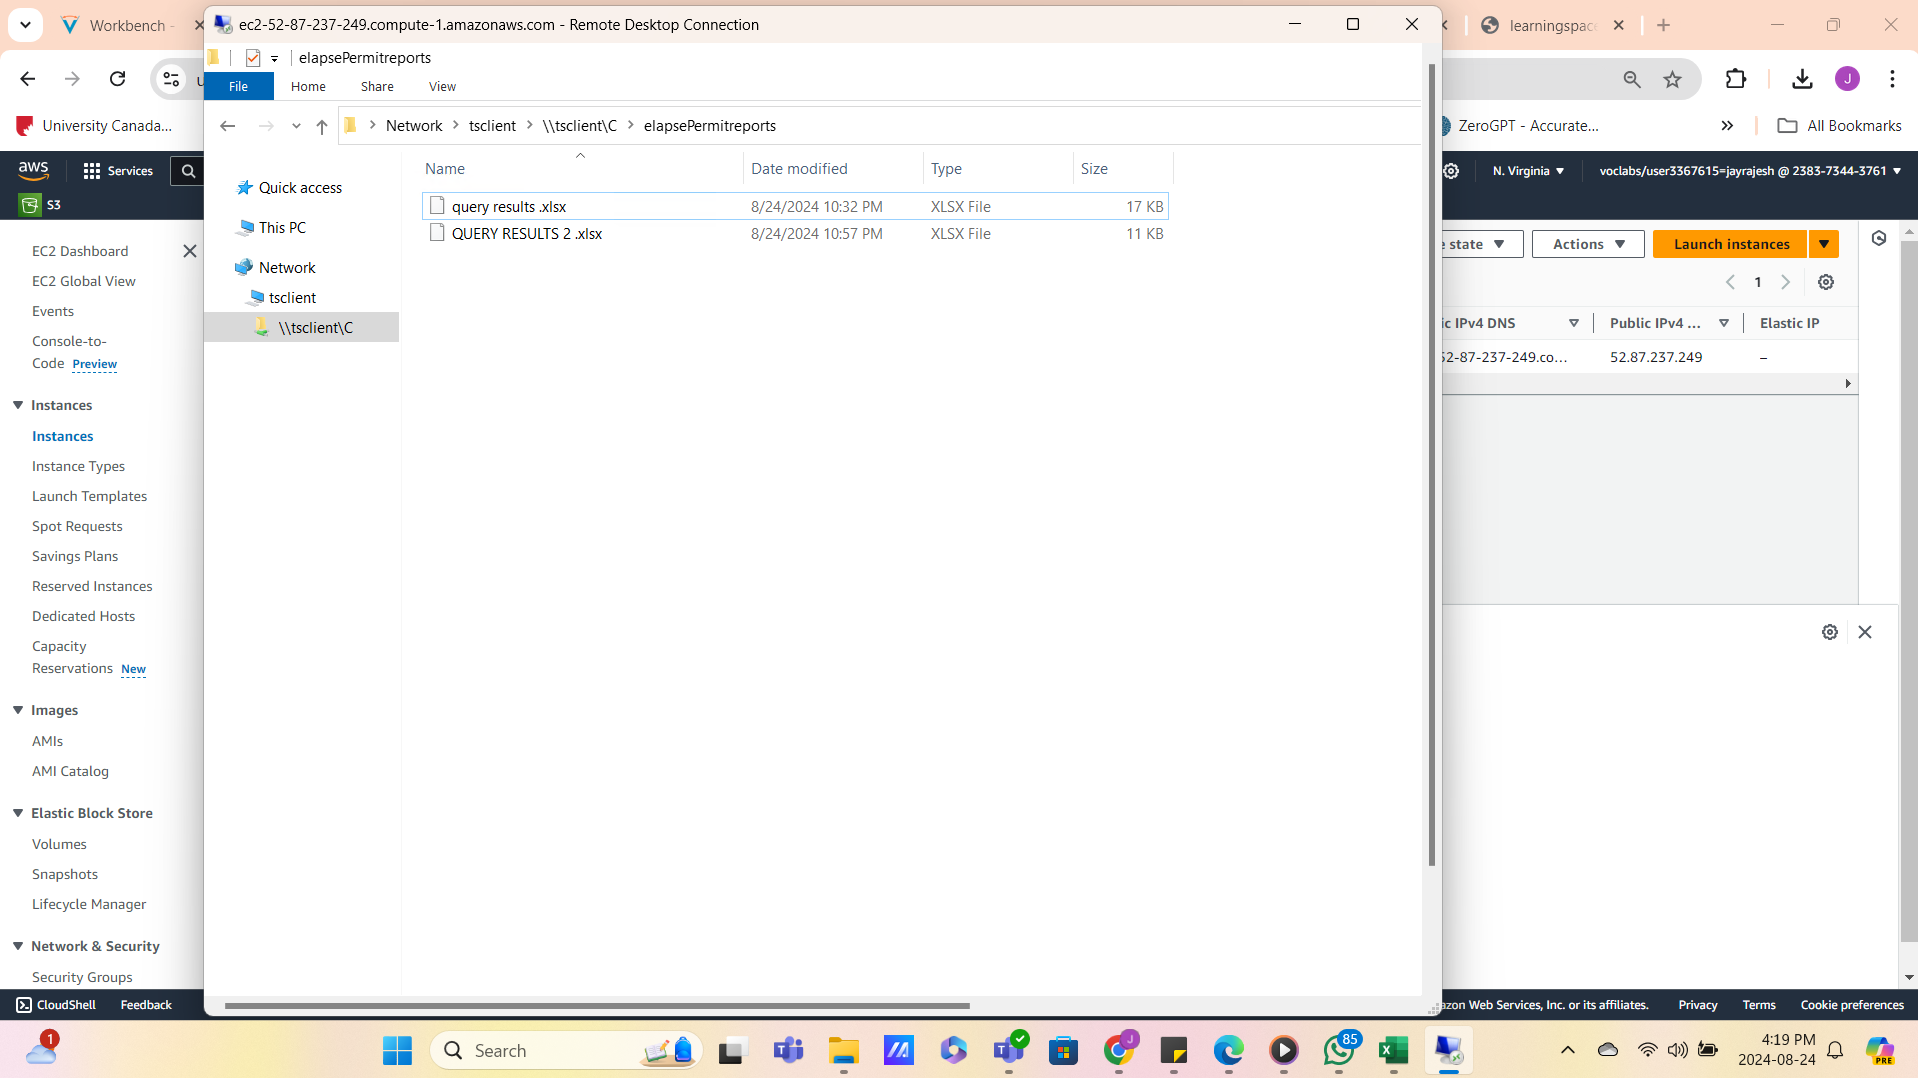 Workbench -
ec2-52-87-237-249.compute-1.amazonaws.com - Remote Desktop Connection
learningspac
elapsePermitreports
File Home Share View
J
University Canada...
Network tsclient \\tsclient\C elapsePermitreports
ZeroGPT - Accurate...
All Bookmarks
aws
Services
N. Virginia
voclabs/user3367615=jayrajesh @ 2383-7344-3761
S3
Name Date modified Type Size
Quick access
This PC
Network
tsclient
\\tsclient\C
query results .xlsx 8/24/2024 10:32 PM XLSX File 17 KB
QUERY RESULTS 2 .xlsx 8/24/2024 10:57 PM XLSX File 11 KB
EC2 Dashboard
EC2 Global View
Events
Console-to-
Code Preview
Instances
Instances
Instance Types
Launch Templates
Spot Requests
Savings Plans
Reserved Instances
Dedicated Hosts
Capacity
Reservations New
Images
AMIs
AMI Catalog
Elastic Block Store
Volumes
Snapshots
Lifecycle Manager
Network & Security
Security Groups
e state
Actions
Launch instances
1
ic IPv4 DNS Public IPv4 ... Elastic IP
52-87-237-249.co... 52.87.237.249 –
CloudShell Feedback
azon Web Services, Inc. or its affiliates. Privacy Terms Cookie preferences
1
Search
J
85
PRE
4:19 PM
2024-08-24